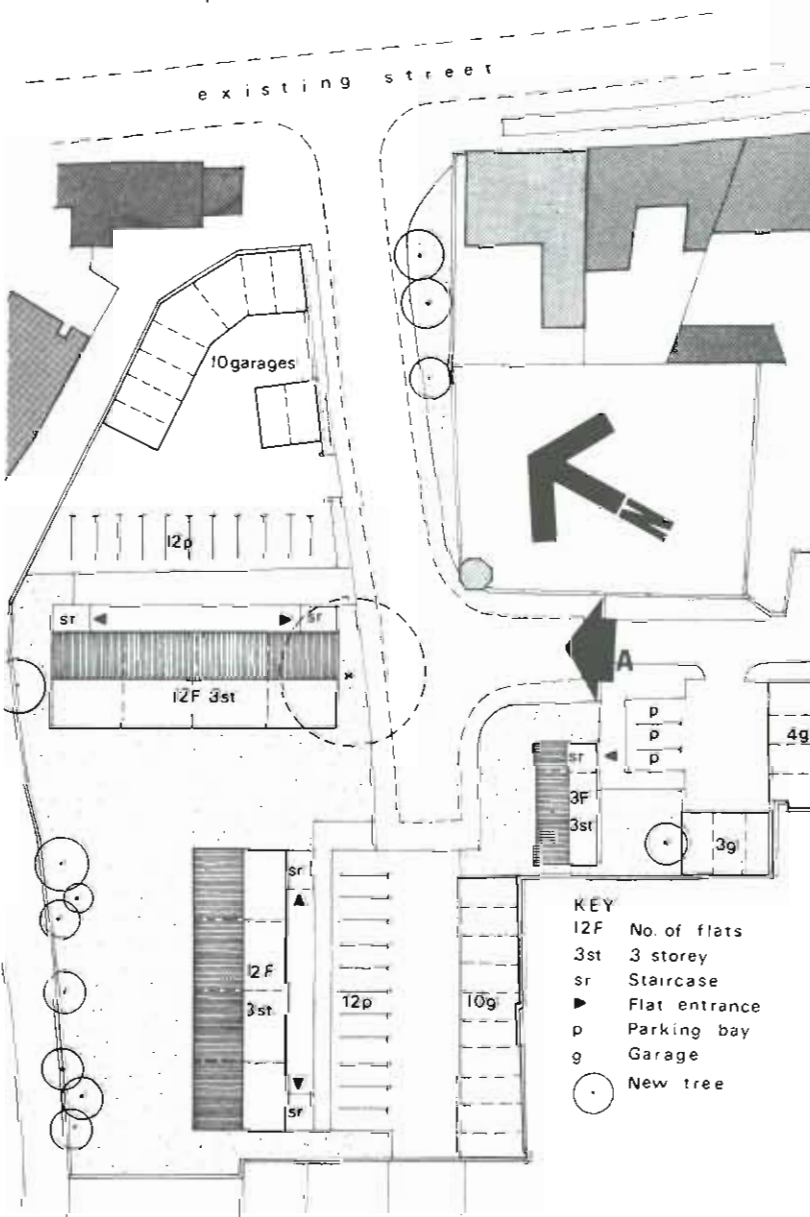 existing street
10garages
12p
sr
sr
12F 3st
N
A
p
p
p
4g
sr
3F
3st
3g
sr
12F
3st
12p
10g
sr
KEY
12F No. of flats
3st 3 storey
sr Staircase
► Flat entrance
p Parking bay
g Garage
New tree